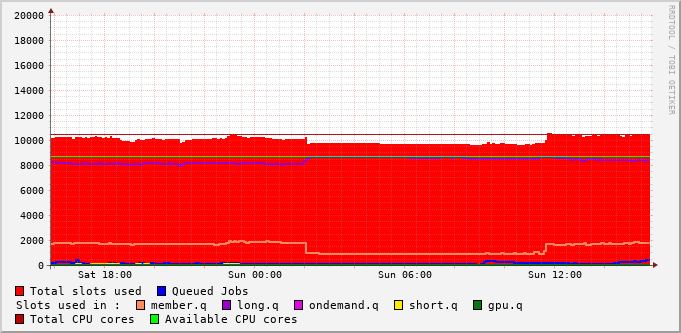 20000
18000
16000
14000
12000
10000
8000
6000
4000
2000
0
Sat 18:00 Sun 00:00 Sun 06:00 Sun 12:00
RRDTOOL / TOBI OETIKER
Total slots used Queued Jobs
Slots used in : member.q long.q ondemand.q short.q gpu.q
Total CPU cores Available CPU cores